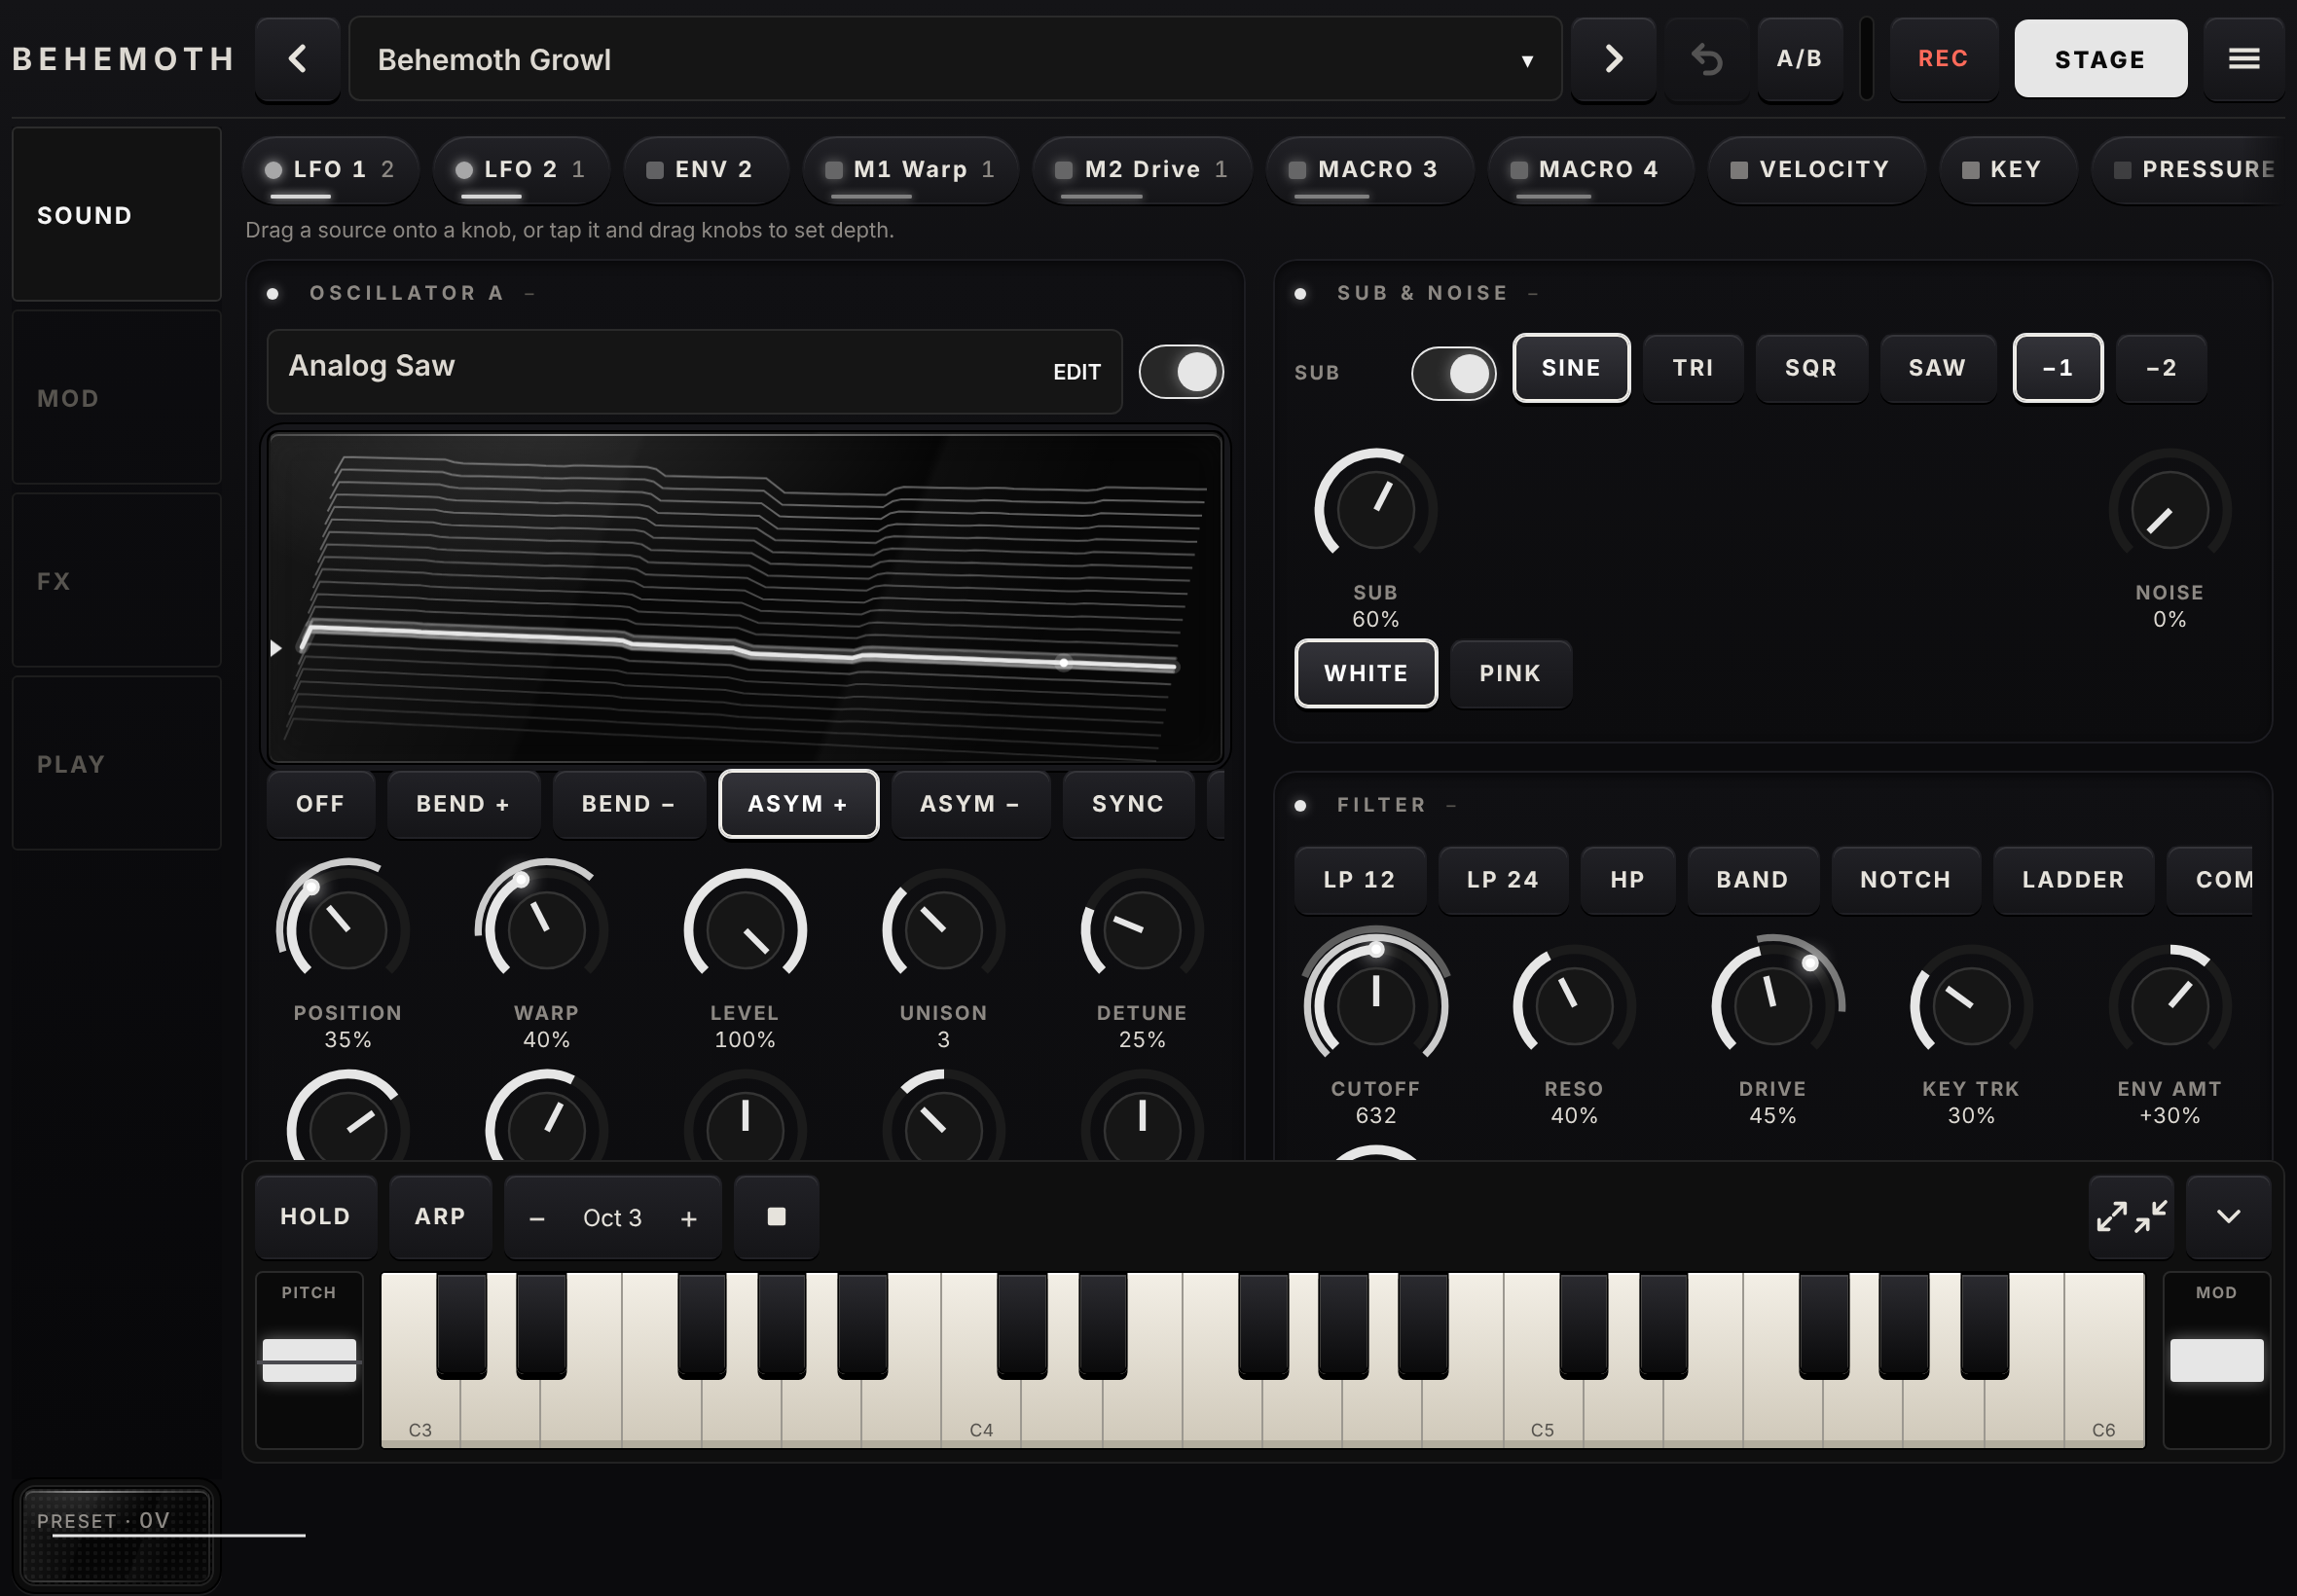 BEHEMOTH Behemoth Growl ▼ A/B REC STAGE
LFO 1 2 LFO 2 1 ENV 2 M1 Warp 1 M2 Drive 1 MACRO 3 MACRO 4 VELOCITY KEY PRESSURE
Drag a source onto a knob, or tap it and drag knobs to set depth.
SOUND
MOD
FX
PLAY
OSCILLATOR A –
Analog Saw EDIT
OFF BEND + BEND – ASYM + ASYM – SYNC
POSITION WARP LEVEL UNISON DETUNE
35% 40% 100% 3 25%
SUB & NOISE –
SUB SINE TRI SQR SAW –1 –2
SUB NOISE
60% 0%
WHITE PINK
FILTER –
LP 12 LP 24 HP BAND NOTCH LADDER COM
CUTOFF RESO DRIVE KEY TRK ENV AMT
632 40% 45% 30% +30%
HOLD ARP – Oct 3 +
PITCH MOD
C3 C4 C5 C6
PRESET · 0V